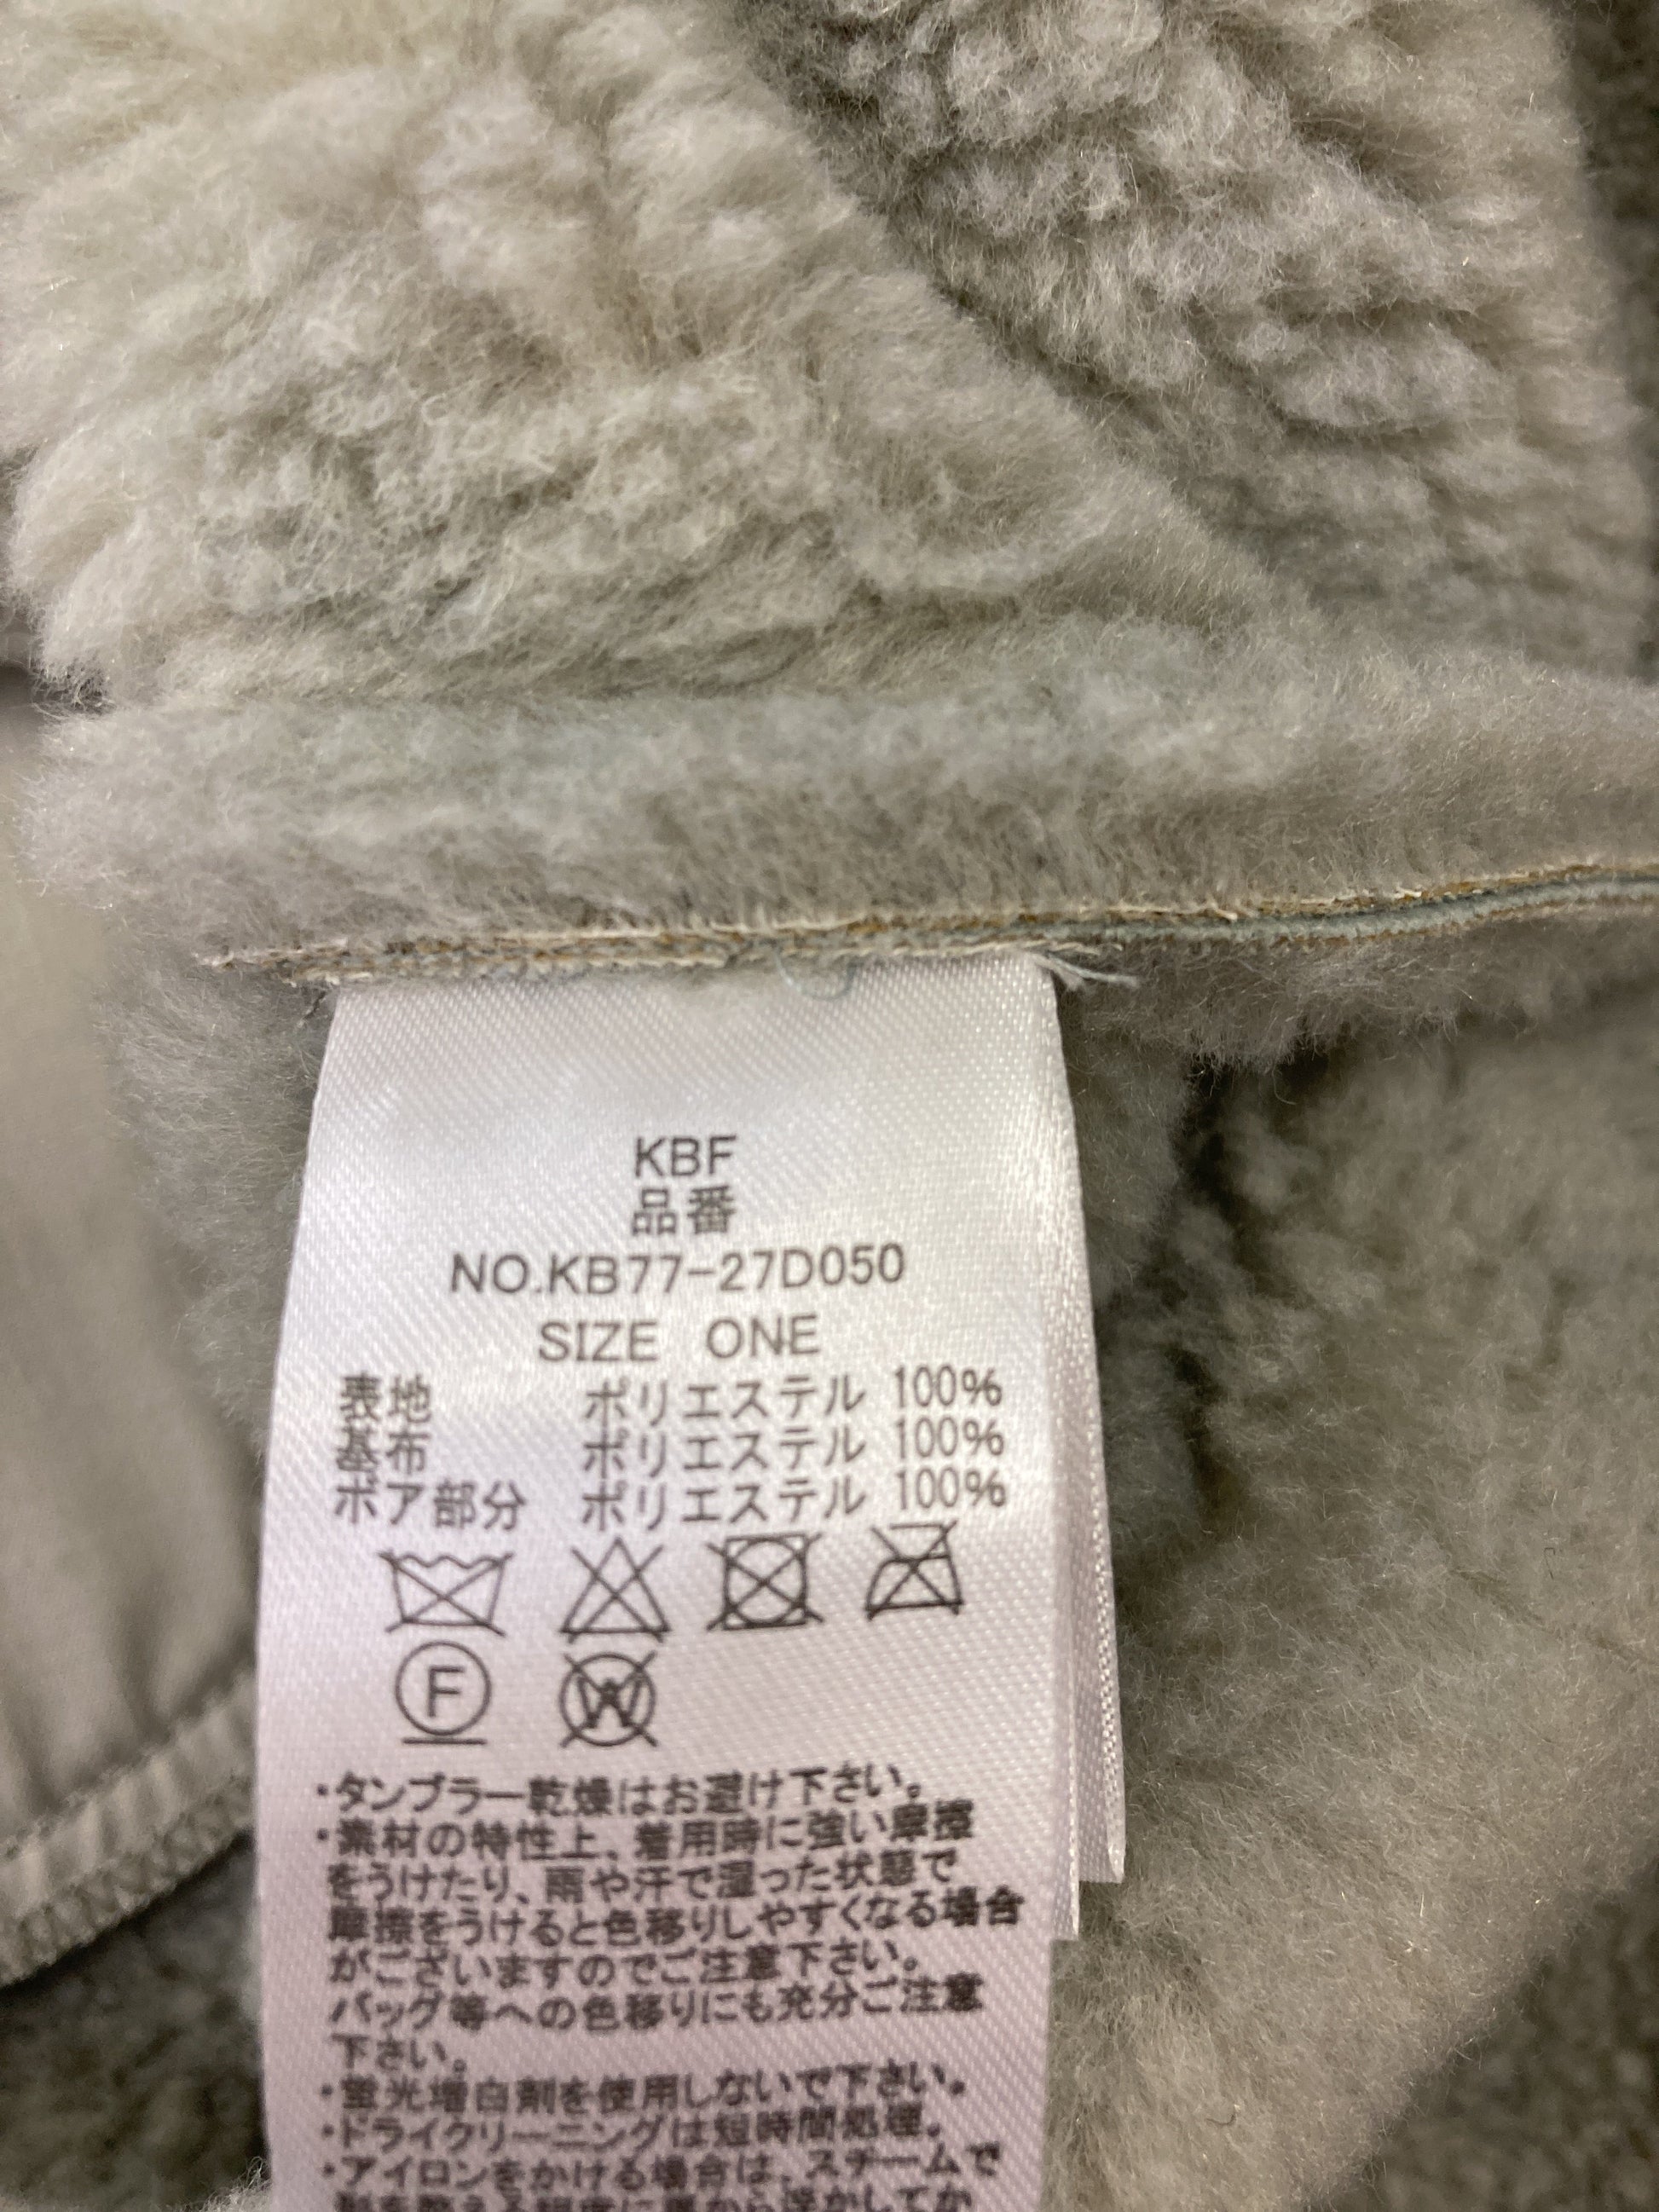 KBF
品番
NO.KB77-27D050
SIZE ONE
表地 ポリエステル 100%
基布 ポリエステル 100%
ボア部分 ポリエステル 100%
F
W
・タンブラー乾燥はお避け下さい。
・素材の特性上、着用時に強い摩擦
をうけたり、雨や汗で湿った状態で
摩擦をうけると色移りしやすくなる場合
がございますのでご注意下さい。
バッグ等への色移りにも充分ご注意
下さい。
・蛍光増白剤を使用しないで下さい。
・ドライクリーニングは短時間処理。
・アイロンをかける場合は、スチームで